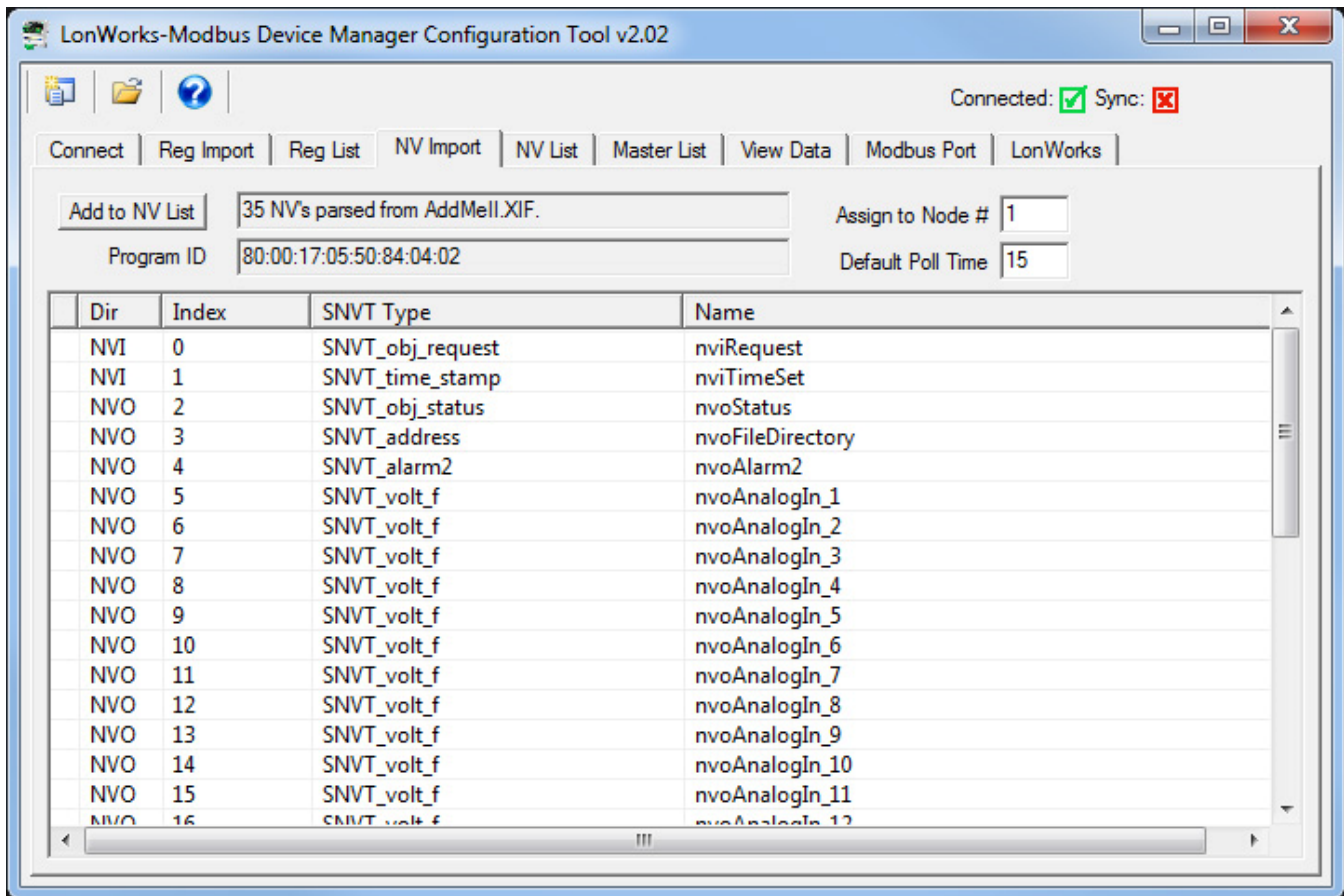 LonWorks-Modbus Device Manager Configuration Tool v2.02
Connected: Sync:
Connect Reg Import Reg List NV Import NV List Master List View Data Modbus Port LonWorks
Add to NV List 35 NV's parsed from AddMeII.XIF. Assign to Node # 1
Program ID 80:00:17:05:50:84:04:02 Default Poll Time 15
Dir Index SNVT Type Name
NVI 0 SNVT_obj_request nviRequest
NVI 1 SNVT_time_stamp nviTimeSet
NVO 2 SNVT_obj_status nvoStatus
NVO 3 SNVT_address nvoFileDirectory
NVO 4 SNVT_alarm2 nvoAlarm2
NVO 5 SNVT_volt_f nvoAnalogIn_1
NVO 6 SNVT_volt_f nvoAnalogIn_2
NVO 7 SNVT_volt_f nvoAnalogIn_3
NVO 8 SNVT_volt_f nvoAnalogIn_4
NVO 9 SNVT_volt_f nvoAnalogIn_5
NVO 10 SNVT_volt_f nvoAnalogIn_6
NVO 11 SNVT_volt_f nvoAnalogIn_7
NVO 12 SNVT_volt_f nvoAnalogIn_8
NVO 13 SNVT_volt_f nvoAnalogIn_9
NVO 14 SNVT_volt_f nvoAnalogIn_10
NVO 15 SNVT_volt_f nvoAnalogIn_11
NVO 16 SNVT_volt_f nvoAnalogIn_12